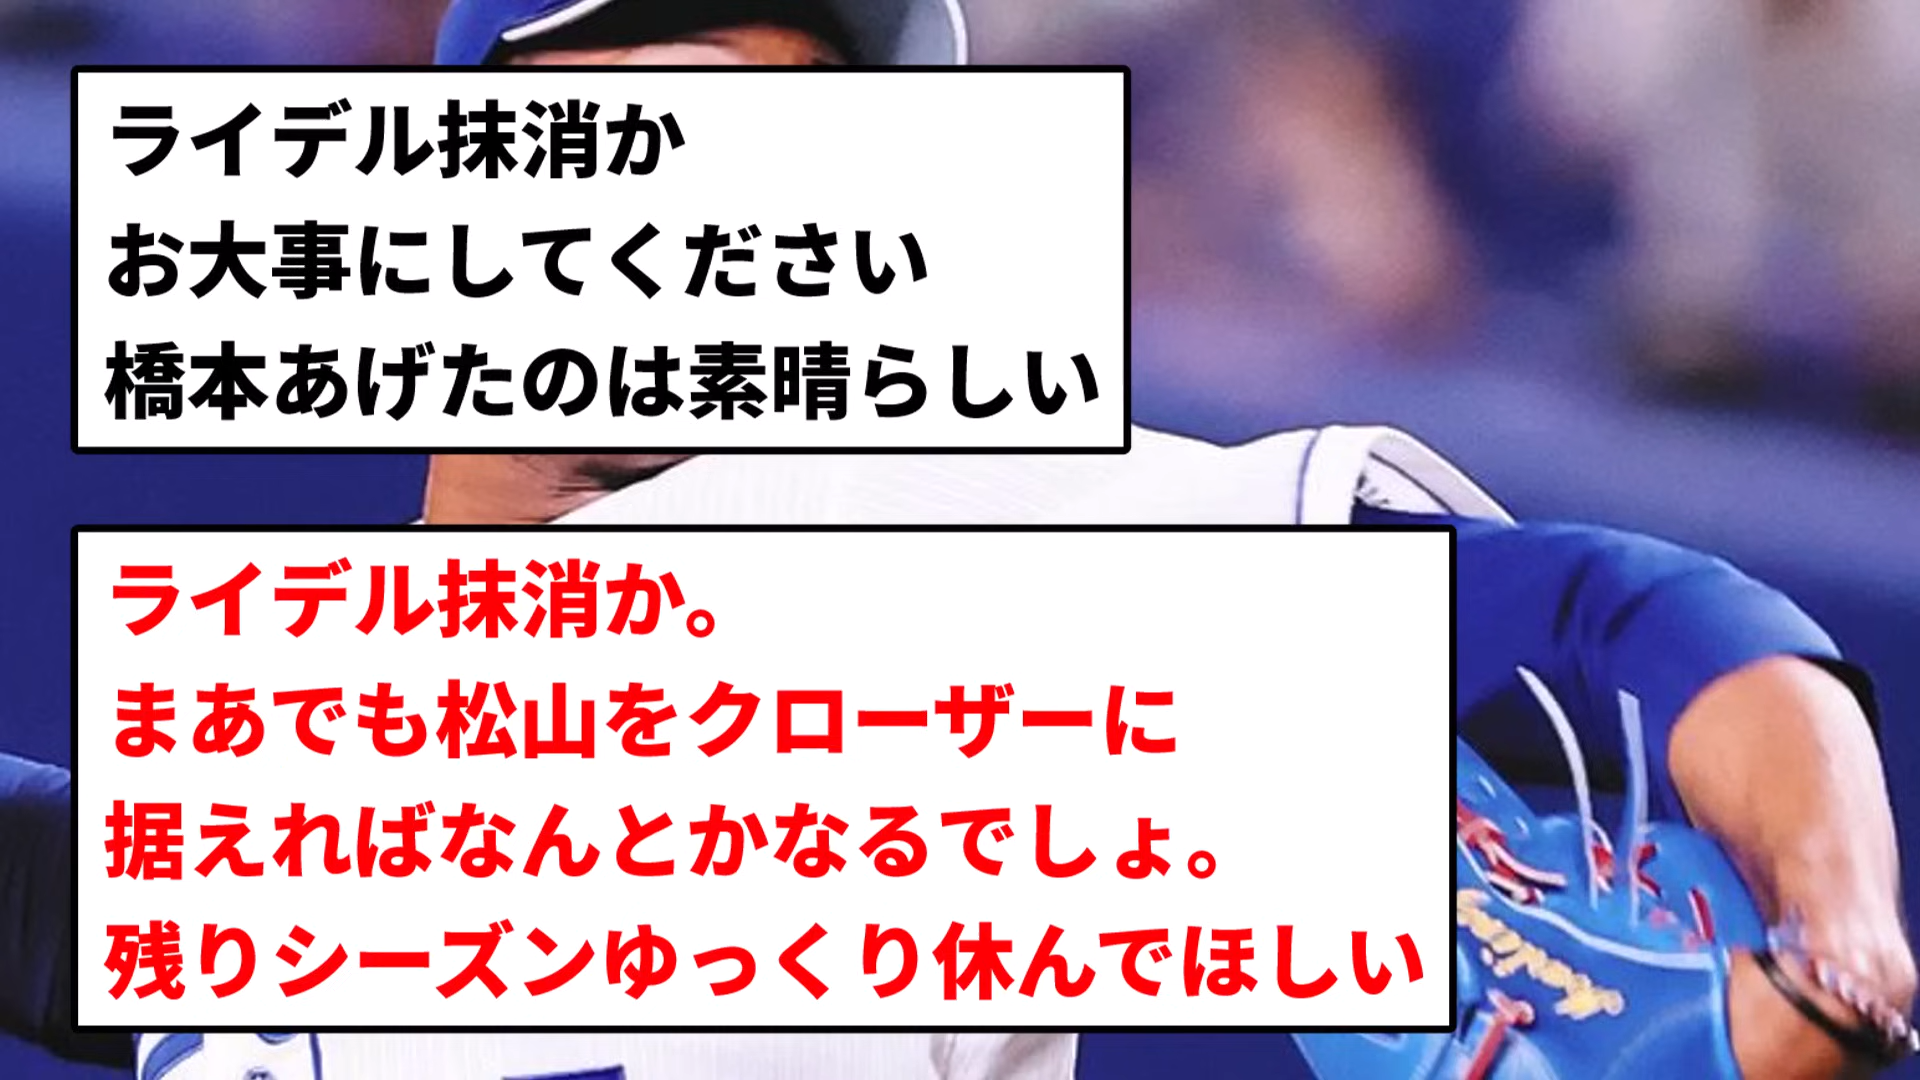 ライデル抹消か
お大事にしてください
橋本あげたのは素晴らしい
ライデル抹消か。
まあでも松山をクローザーに
据えればなんとかなるでしょ。
残りシーズンゆっくり休んでほしい